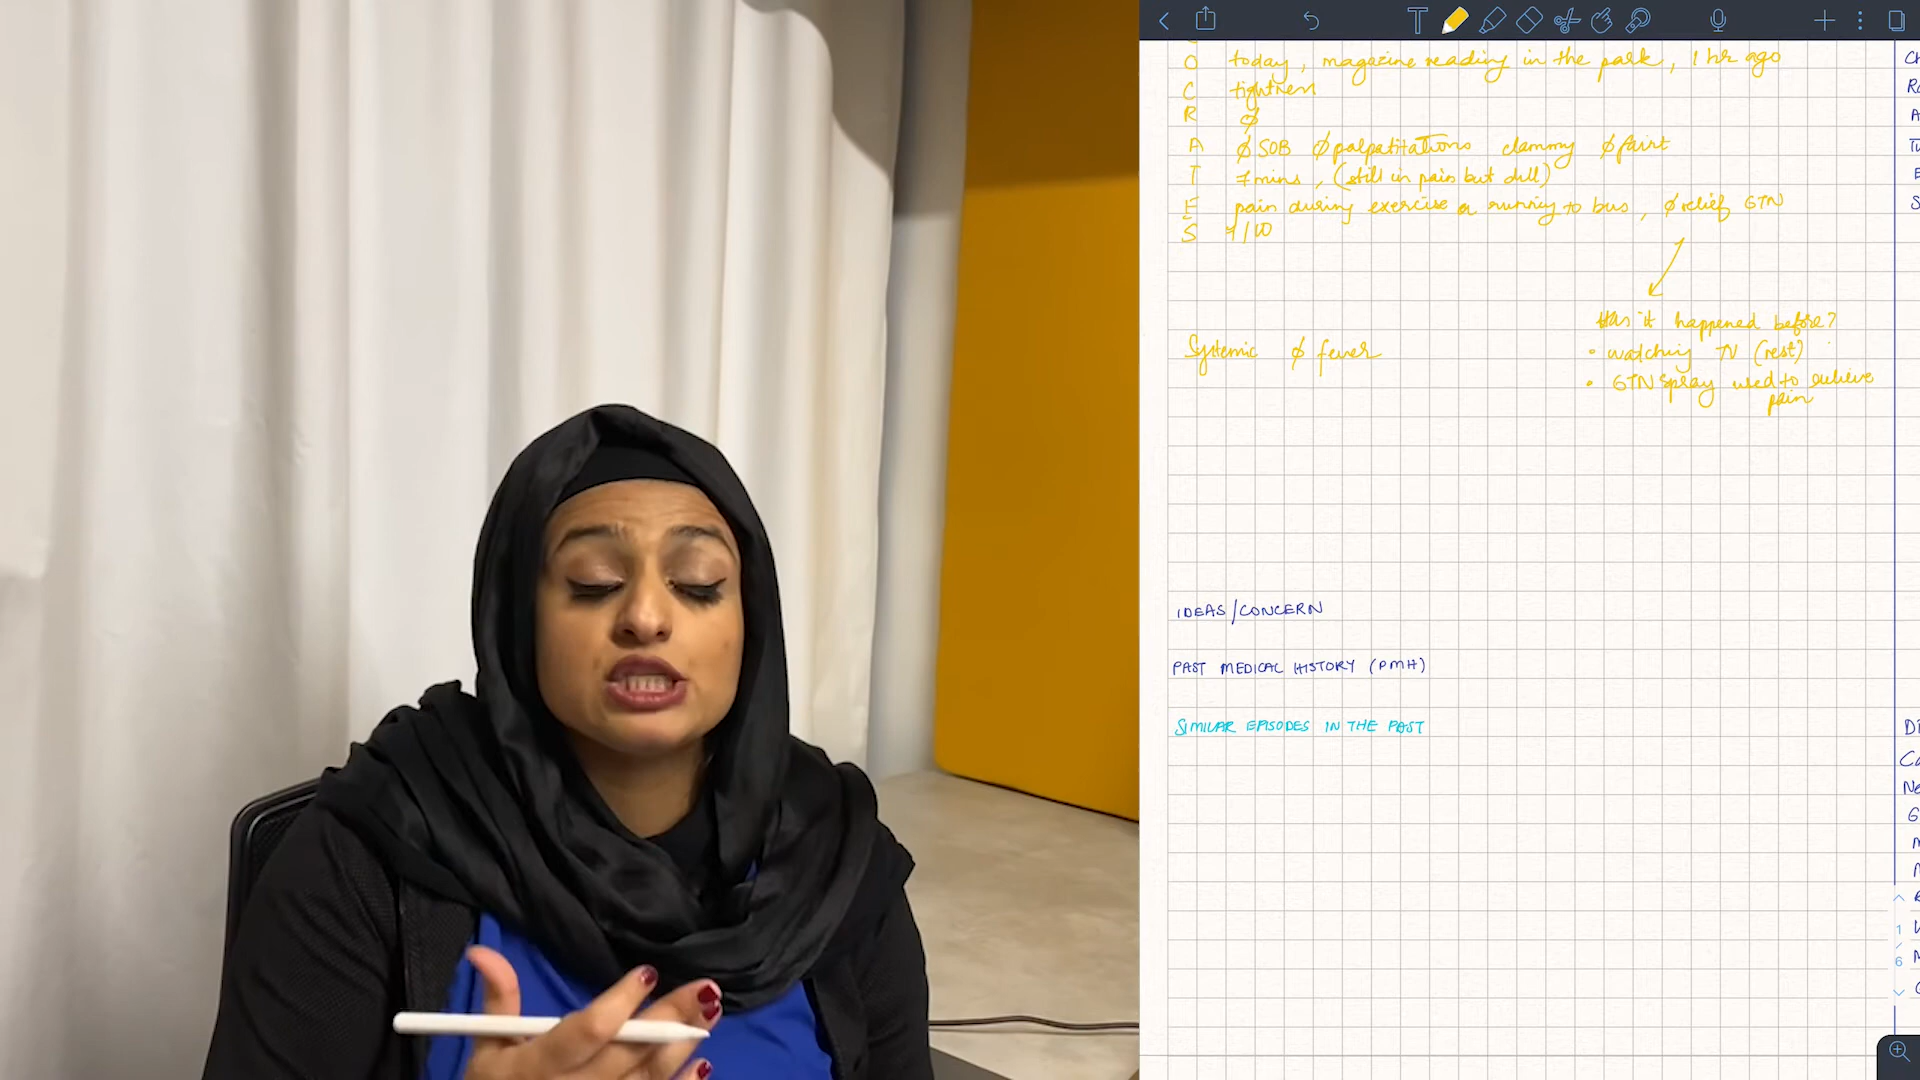 O today, magazine reading in the park, 1 hr ago
C tightness
R ∅
A ∅ SOB ∅ palpatitations clammy ∅ faint
T 7 mins, (still in pain but dull)
E pain during exercise or running to bus, ∅ relief GTN
S 7/10
Has it happened before?
• watching TV (rest)
• GTN spray used to relieve
pain
Systemic ∅ fever
IDEAS/CONCERN
PAST MEDICAL HISTORY (PMH)
SIMILAR EPISODES IN THE PAST